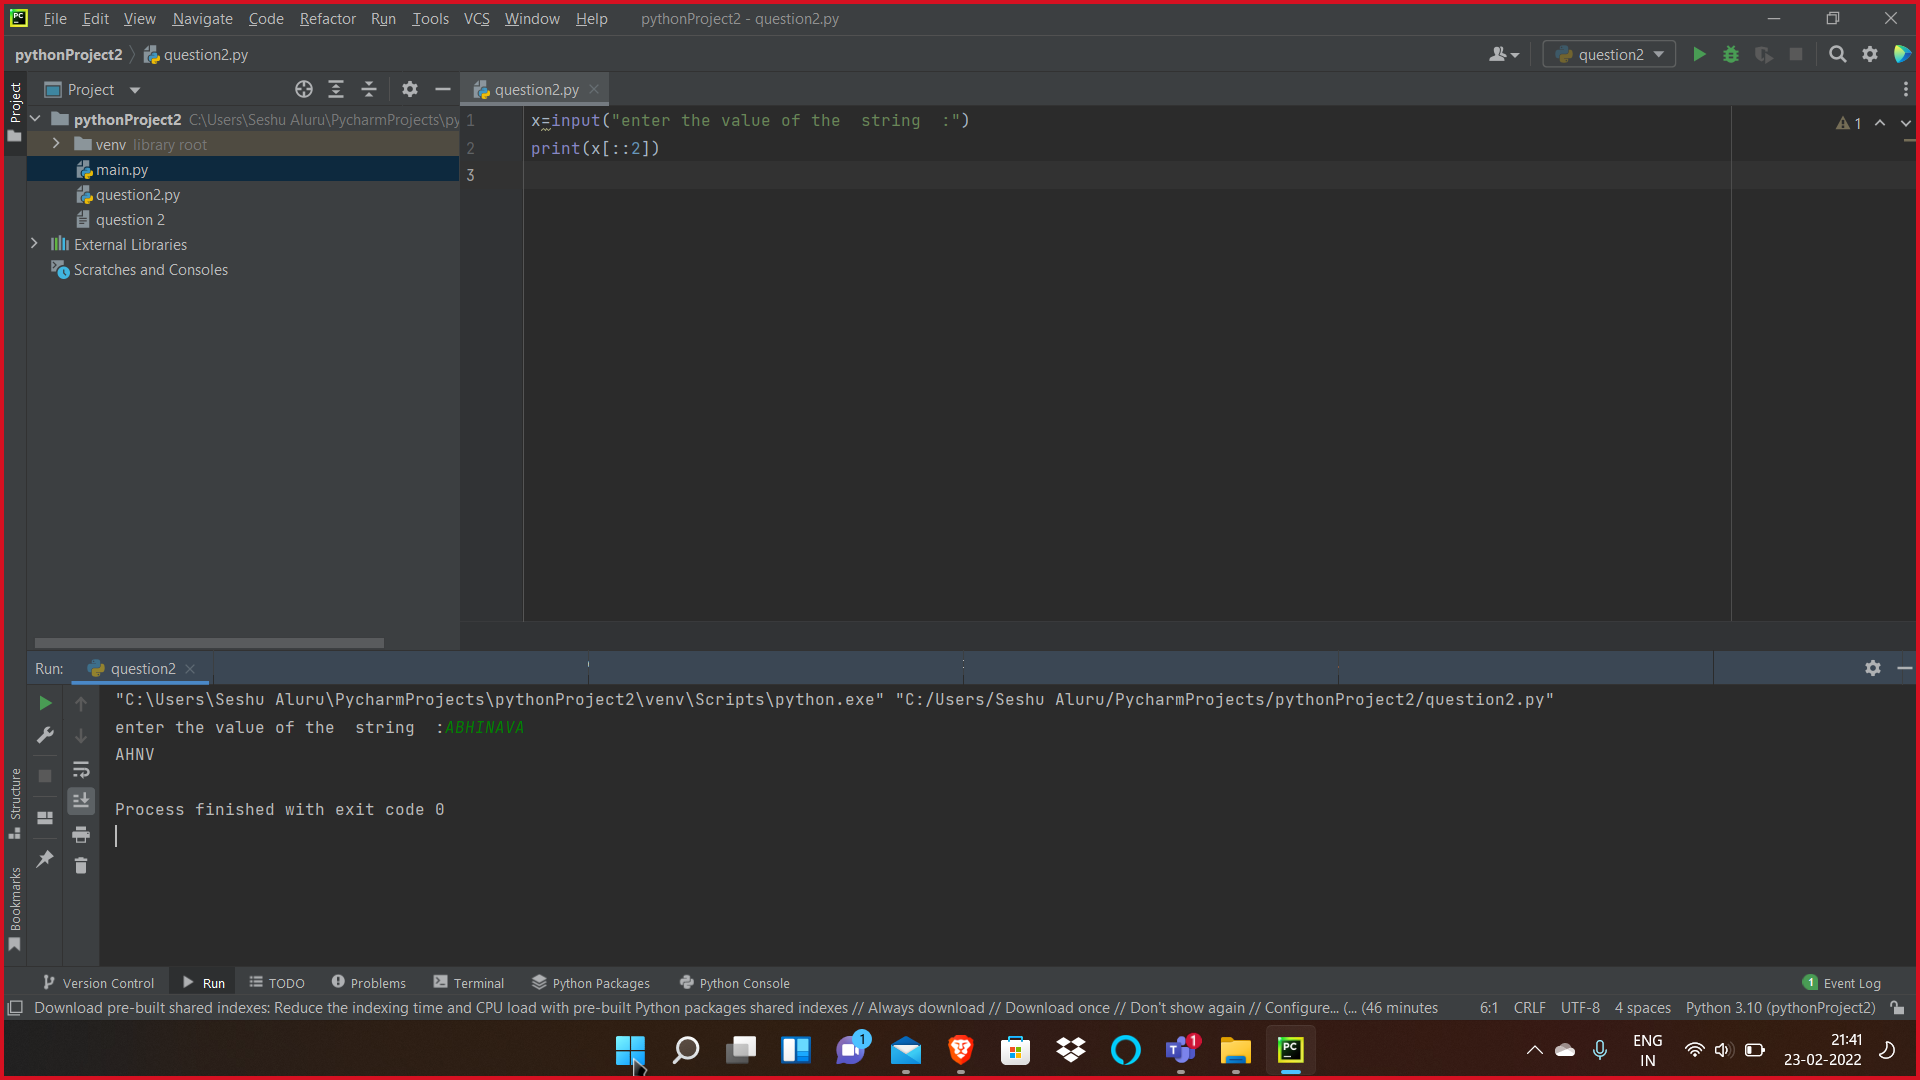 File Edit View Navigate Code Refactor Run Tools VCS Window Help pythonProject2 - question2.py
pythonProject2 question2.py question2
Project Project question2.py
pythonProject2 C:\Users\Seshu Aluru\PycharmProjects\py
venv library root
main.py
question2.py
question 2
External Libraries
Scratches and Consoles
1 x=input("enter the value of the  string  :")
2 print(x[::2])
3
1
Run: question2
"C:\Users\Seshu Aluru\PycharmProjects\pythonProject2\venv\Scripts\python.exe" "C:/Users/Seshu Aluru/PycharmProjects/pythonProject2/question2.py"
enter the value of the  string  :ABHINAVA
AHNV
Process finished with exit code 0
Structure
Bookmarks
Version Control Run TODO Problems Terminal Python Packages Python Console 1 Event Log
Download pre-built shared indexes: Reduce the indexing time and CPU load with pre-built Python packages shared indexes // Always download // Download once // Don't show again // Configure... (... (46 minutes 6:1 CRLF UTF-8 4 spaces Python 3.10 (pythonProject2)
1 1 PC ENG 21:41
IN 23-02-2022